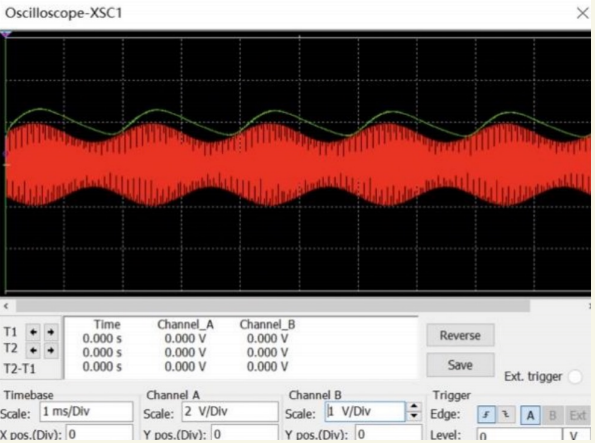 Oscilloscope-XSC1
Time Channel_A Channel_B
T1 0.000 s 0.000 V 0.000 V
T2 0.000 s 0.000 V 0.000 V
T2-T1 0.000 s 0.000 V 0.000 V
Reverse
Save
Ext. trigger
Timebase Channel A Channel B Trigger
Scale: 1 ms/Div Scale: 2 V/Div Scale: 1 V/Div Edge: A B Ext
X pos.(Div): 0 Y pos.(Div): 0 Y pos.(Div): 0 Level: 0 V